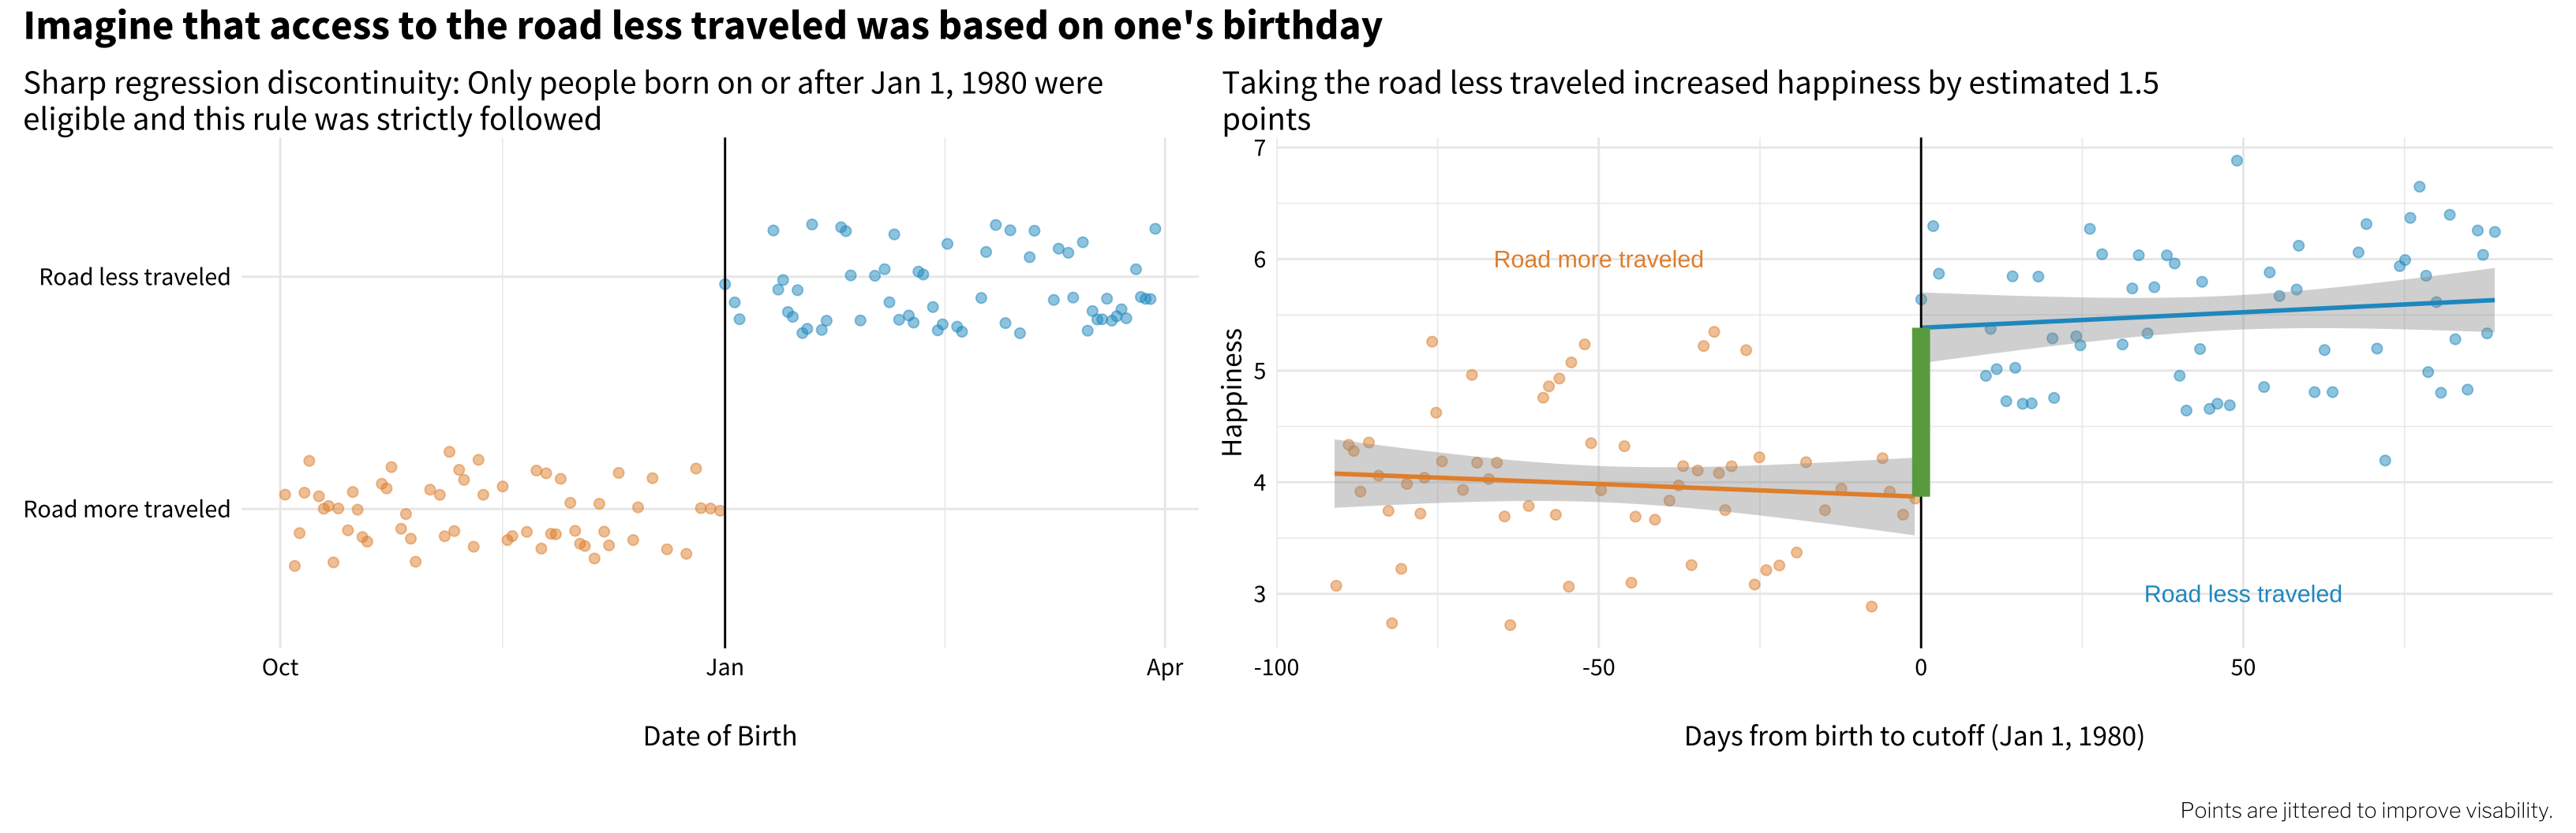 Imagine that access to the road less traveled was based on one's birthday
Sharp regression discontinuity: Only people born on or after Jan 1, 1980 were
eligible and this rule was strictly followed
Road less traveled
Road more traveled
Oct
Jan
Apr
Date of Birth
Taking the road less traveled increased happiness by estimated 1.5
points
Happiness
7
6
5
4
3
Road more traveled
Road less traveled
-100
-50
0
50
Days from birth to cutoff (Jan 1, 1980)
Points are jittered to improve visability.